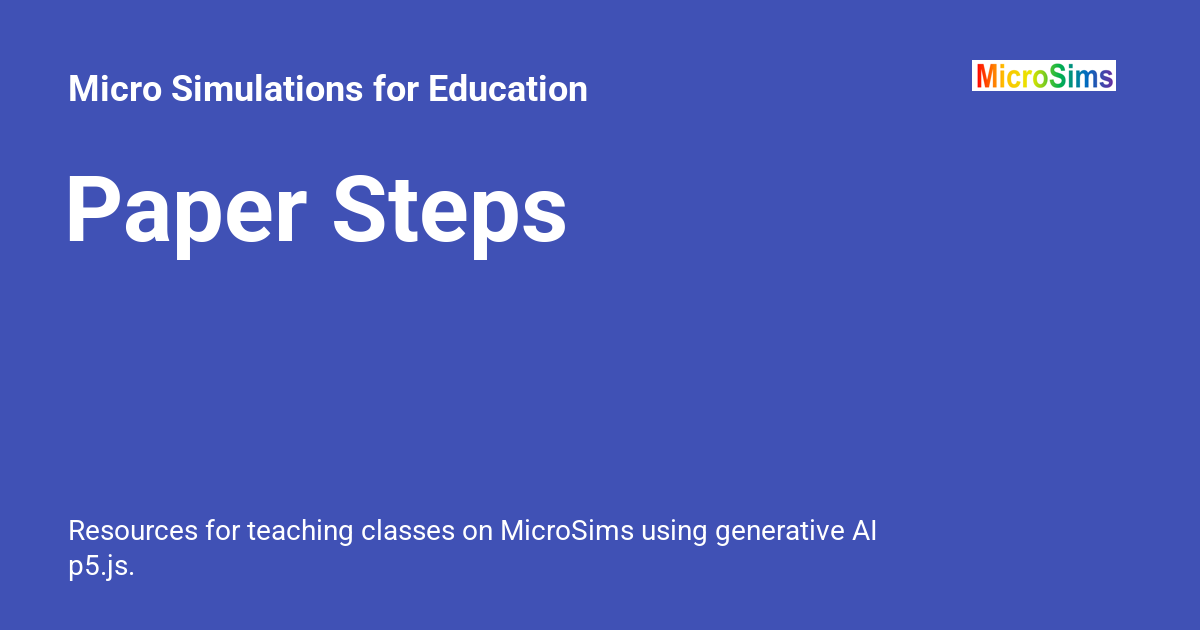 Micro Simulations for Education
MicroSims
Paper Steps
Resources for teaching classes on MicroSims using generative AI
p5.js.